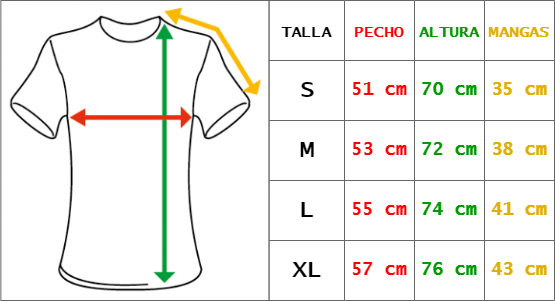 TALLA PECHO ALTURA MANGAS
S 51 cm 70 cm 35 cm
M 53 cm 72 cm 38 cm
L 55 cm 74 cm 41 cm
XL 57 cm 76 cm 43 cm